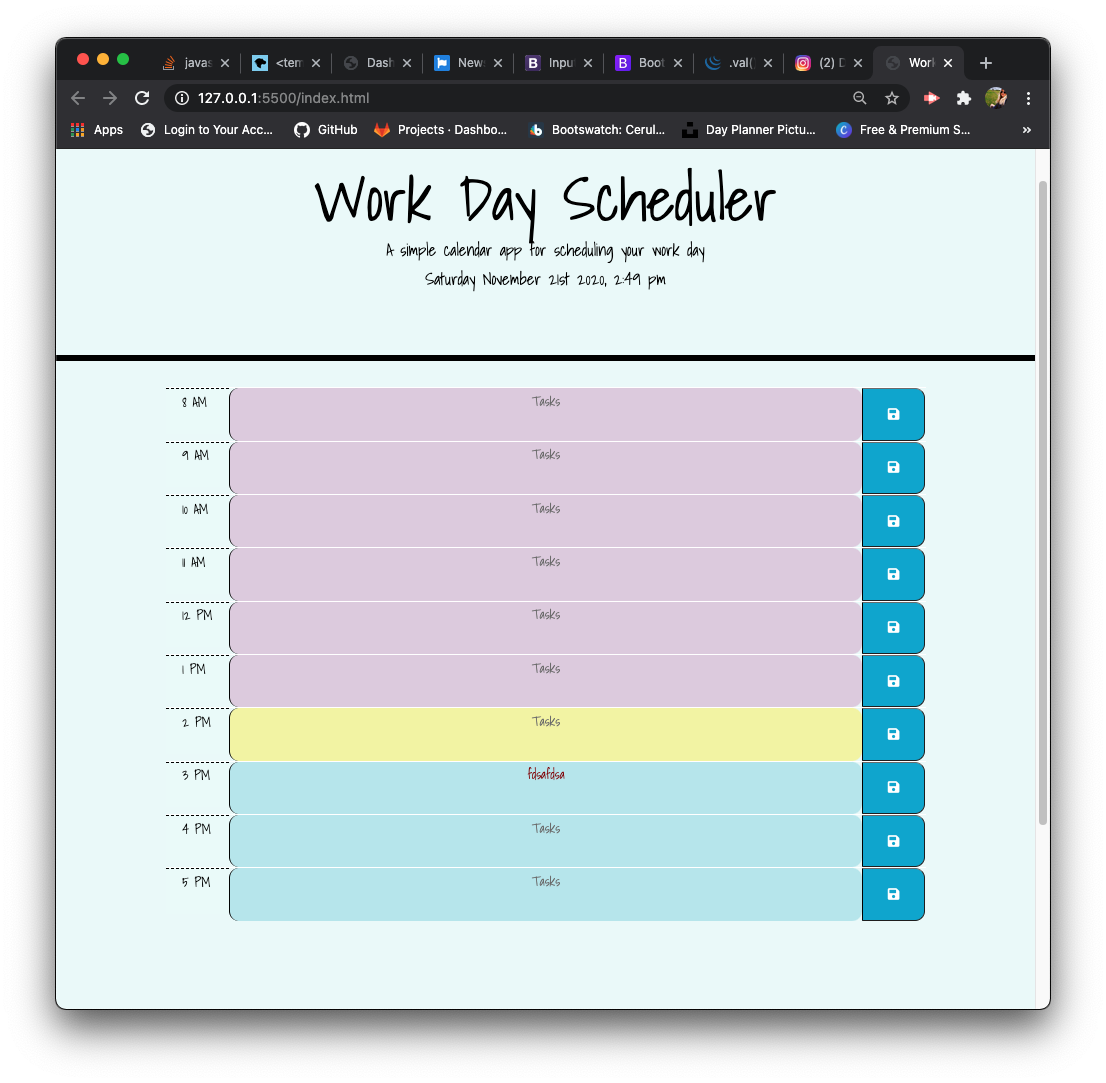 javas
<tem
Dash
News
Inpu
Boot
.val(
(2) D
Work
127.0.0.1:5500/index.html
Apps Login to Your Acc... GitHub Projects · Dashbo... Bootswatch: Cerul... Day Planner Pictu... Free & Premium S... »
Work Day Scheduler
A simple calendar app for scheduling your work day
Saturday November 21st 2020, 2:49 pm
8 AM Tasks
9 AM Tasks
10 AM Tasks
11 AM Tasks
12 PM Tasks
1 PM Tasks
2 PM Tasks
3 PM fdsafdsa
4 PM Tasks
5 PM Tasks